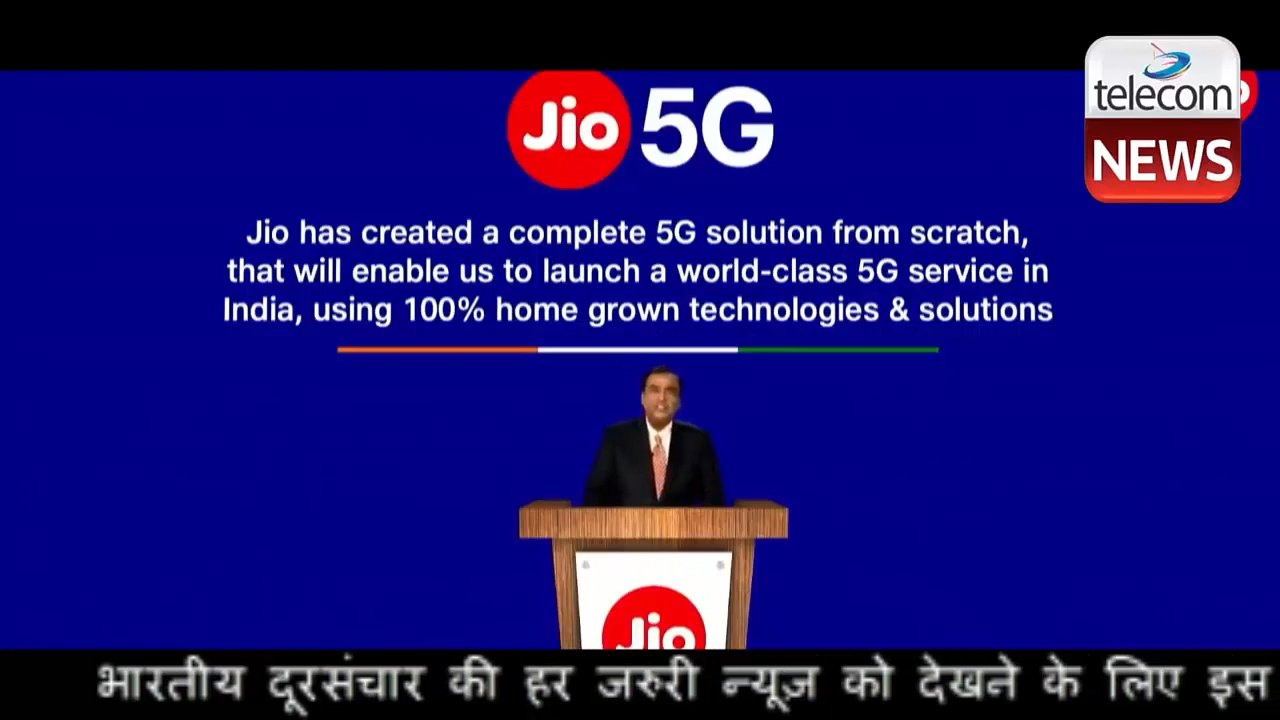 Jio 5G
telecom
NEWS
Jio has created a complete 5G solution from scratch,
that will enable us to launch a world-class 5G service in
India, using 100% home grown technologies & solutions
Jio
भारतीय दूरसंचार की हर जरुरी न्यूज़ को देखने के लिए इस